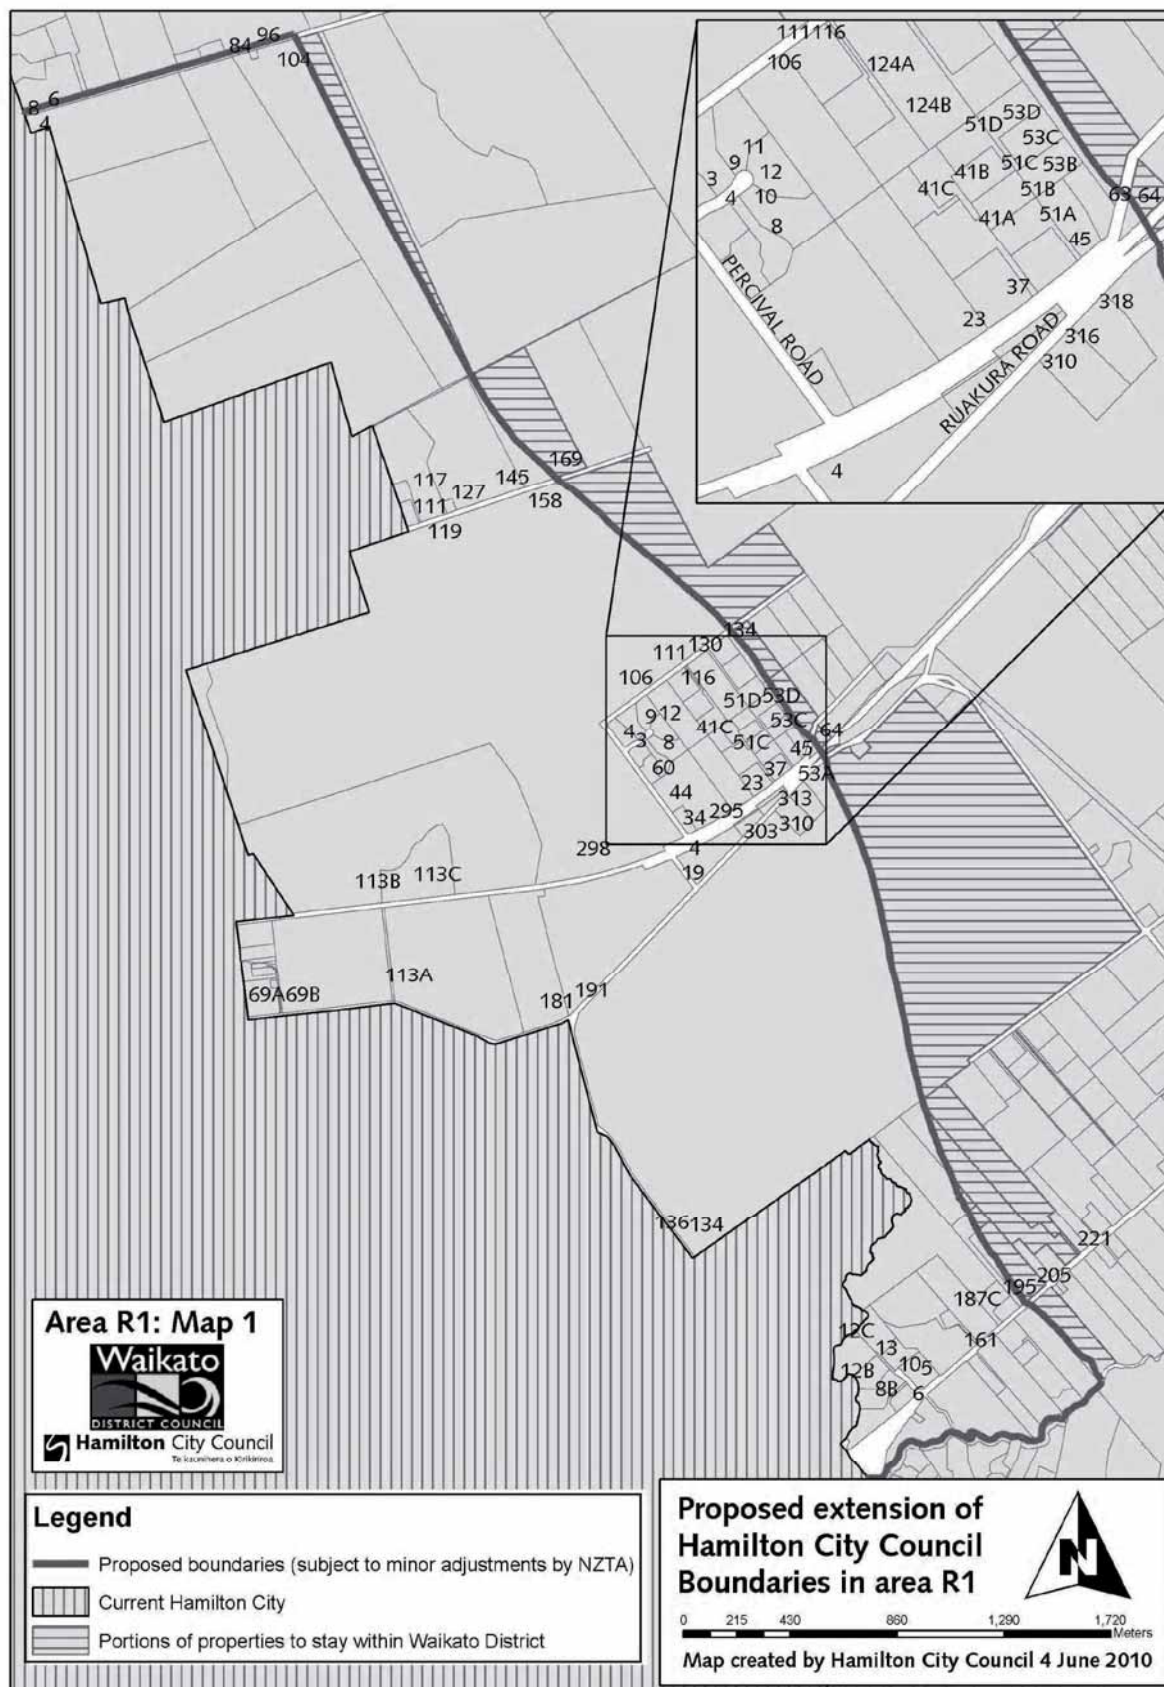 96
84
104
6
8
4
111 116
106
124A
124B
53D
51D
53C
11
9
51C 53B
12
41B
3
41C
51B
10
4
63 64
8
41A
51A
45
PERCIVAL ROAD
37
318
23
316
RUAKURA ROAD
310
4
169
117
145
127
111
158
119
134
130
111
106
116
51D
53D
9
12
53C
41C
4
3
8
51C
64
45
60
37
53A
23
44
313
295
34
310
303
298
4
19
113C
113B
113A
191
69A 69B
181
136 134
221
205
195
187C
12C
161
13
10
5
12B
8B
6
Area R1: Map 1
Waikato
DISTRICT COUNCIL
Hamilton City Council
Te kaunihera o Kirikiriroa
Legend
Proposed boundaries (subject to minor adjustments by NZTA)
Current Hamilton City
Portions of properties to stay within Waikato District
Proposed extension of
Hamilton City Council
Boundaries in area R1
N
0 215 430 860 1,290 1,720
Meters
Map created by Hamilton City Council 4 June 2010